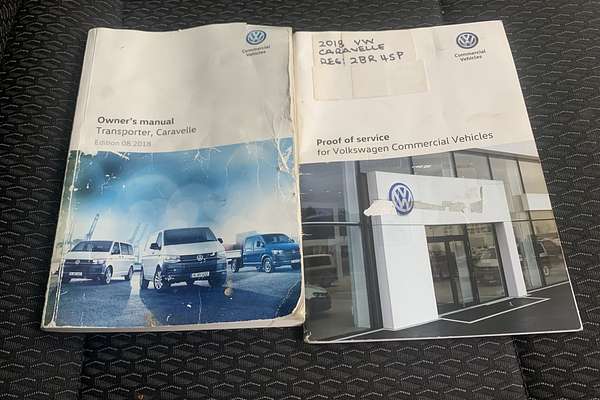 Commercial
Vehicles
Owner's manual
Transporter, Caravelle
Edition 08.2018
2018 VW
CARAVELLE
REG: 2BR 4SP
Commercial
Vehicles
Proof of service
for Volkswagen Commercial Vehicles